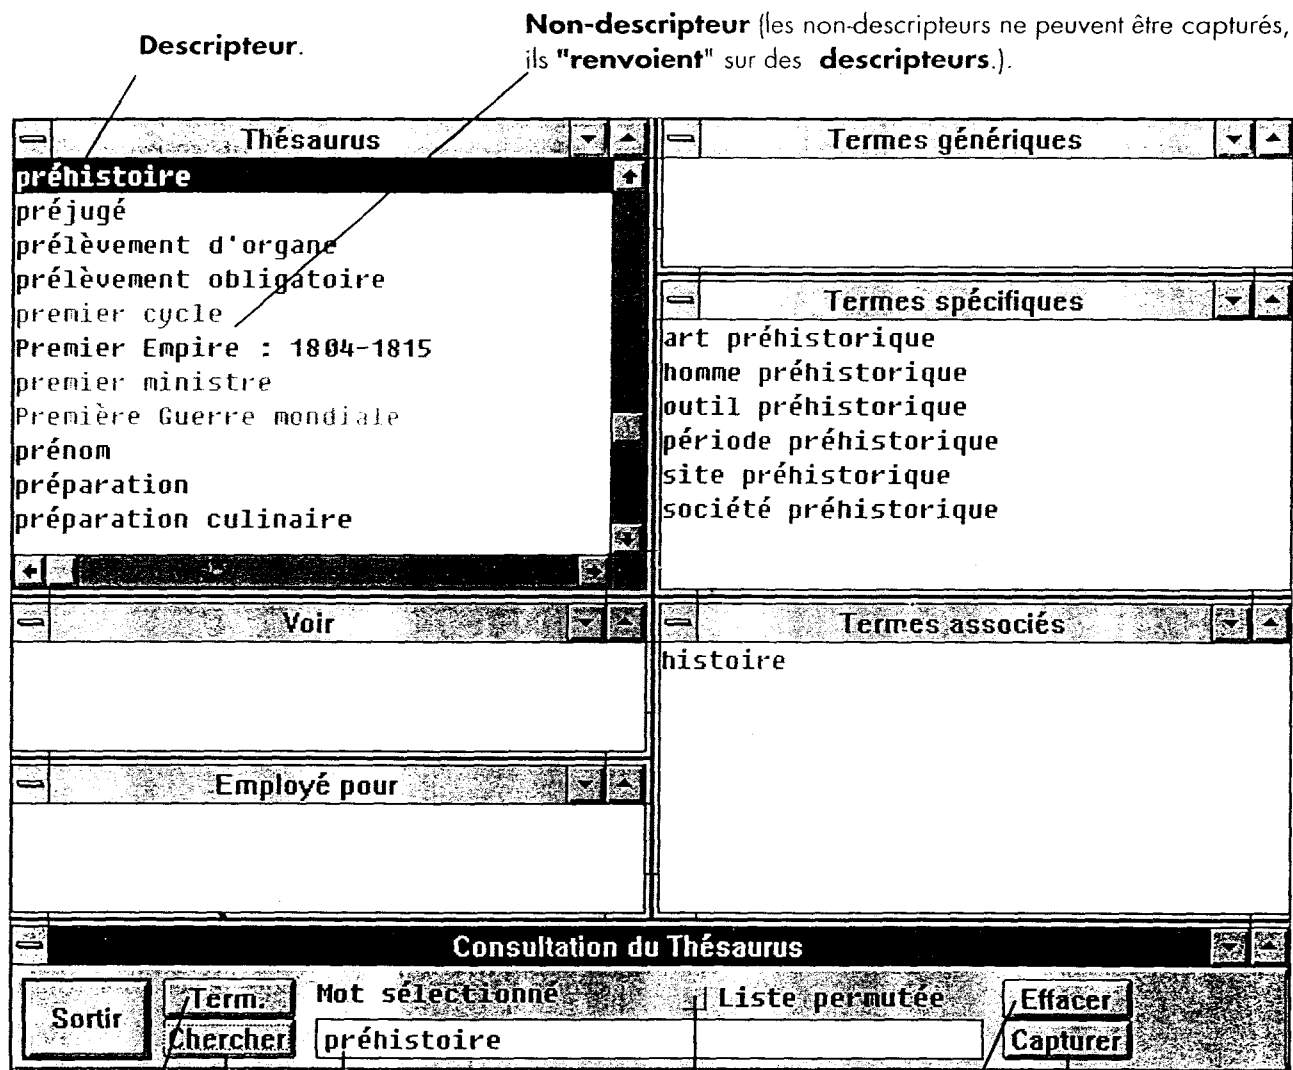 Descripteur.
Non-descripteur (les non-descripteurs ne peuvent être capturés,
ils "renvoient" sur des descripteurs.).
Thésaurus
préhistoire
préjugé
prélèvement d'organe
prélèvement obligatoire
premier cycle
Premier Empire : 1804-1815
premier ministre
Première Guerre mondiale
prénom
préparation
préparation culinaire
Termes génériques
Termes spécifiques
art préhistorique
homme préhistorique
outil préhistorique
période préhistorique
site préhistorique
société préhistorique
Voir
Termes associés
histoire
Employé pour
Consultation du Thésaurus
Sortir
Term.
Chercher
Mot sélectionné
préhistoire
Liste permutée
Effacer
Capturer